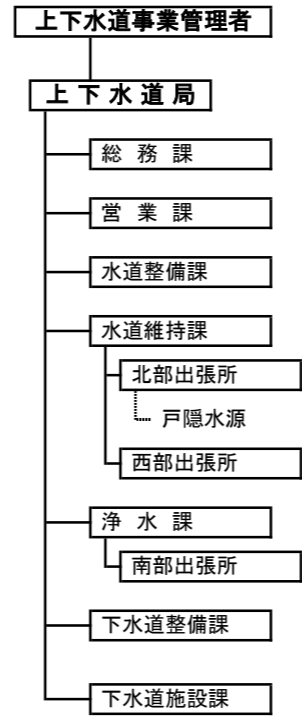 上下水道事業管理者
上下水道局
総務課
営業課
水道整備課
水道維持課
北部出張所
戸隠水源
西部出張所
浄水課
南部出張所
下水道整備課
下水道施設課